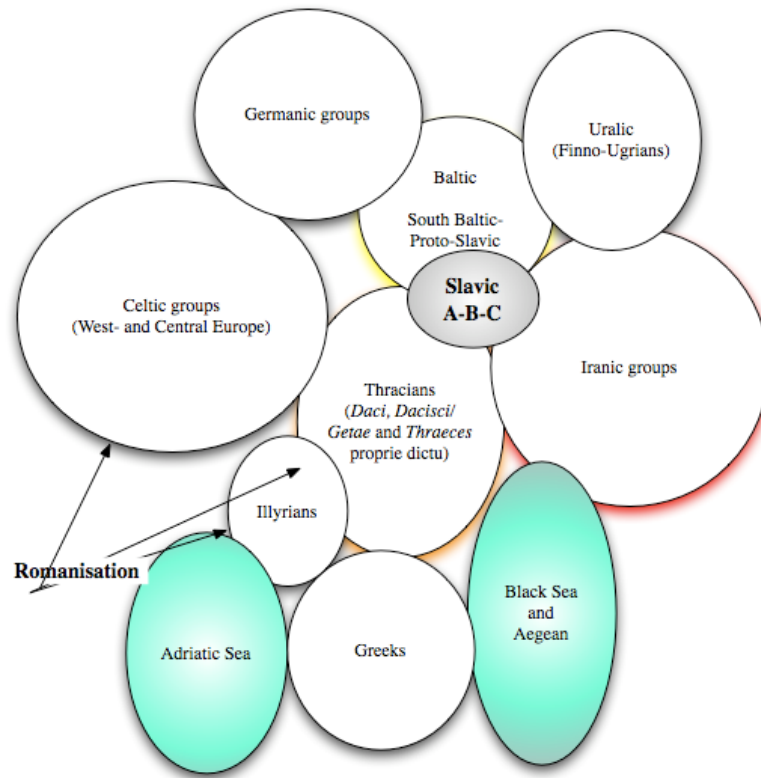 Germanic groups
Uralic
(Finno-Ugrians)
Baltic
South Baltic-
Proto-Slavic
Slavic
A-B-C
Celtic groups
(West- and Central Europe)
Iranic groups
Thracians
(Daci, Dacisci/
Getae and Thraeces
proprie dictu)
Illyrians
Romanisation
Black Sea
and
Aegean
Adriatic Sea
Greeks